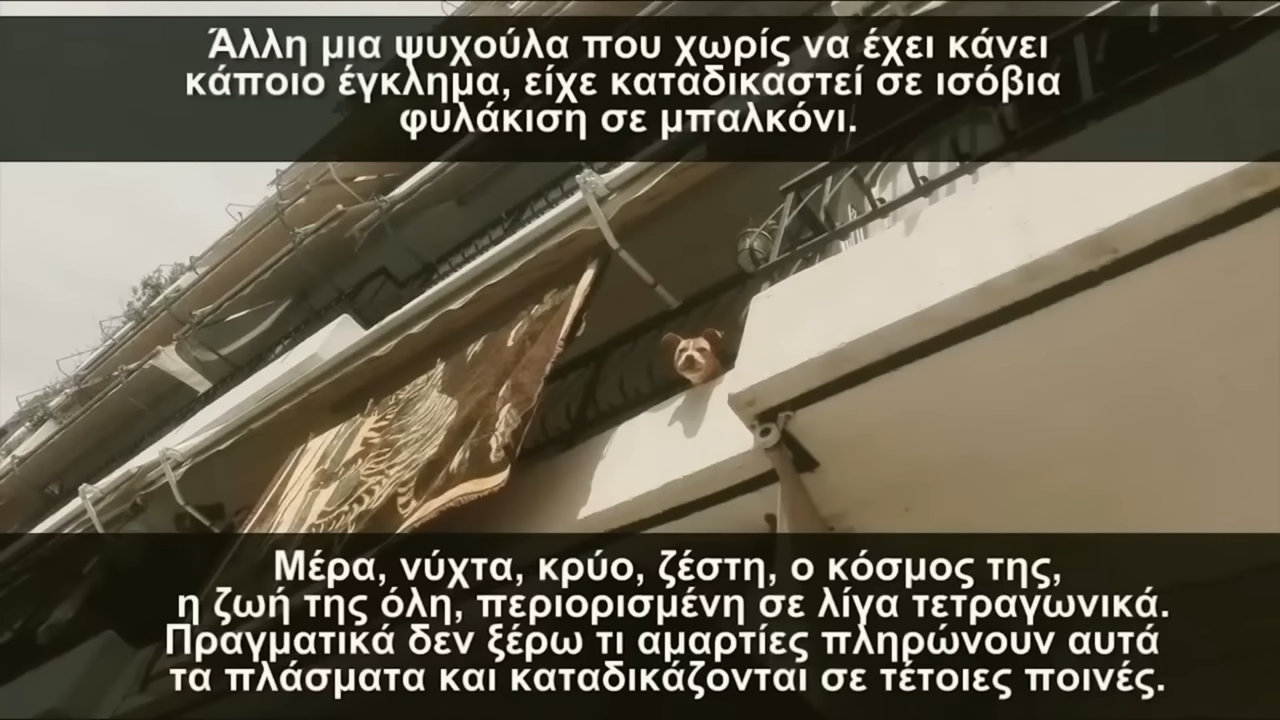 Άλλη μια ψυχούλα που χωρίς να έχει κάνει
κάποιο έγκλημα, είχε καταδικαστεί σε ισόβια
φυλάκιση σε μπαλκόνι.
Μέρα, νύχτα, κρύο, ζέστη, ο κόσμος της,
η ζωή της όλη, περιορισμένη σε λίγα τετραγωνικά.
Πραγματικά δεν ξέρω τι αμαρτίες πληρώνουν αυτά
τα πλάσματα και καταδικάζονται σε τέτοιες ποινές.